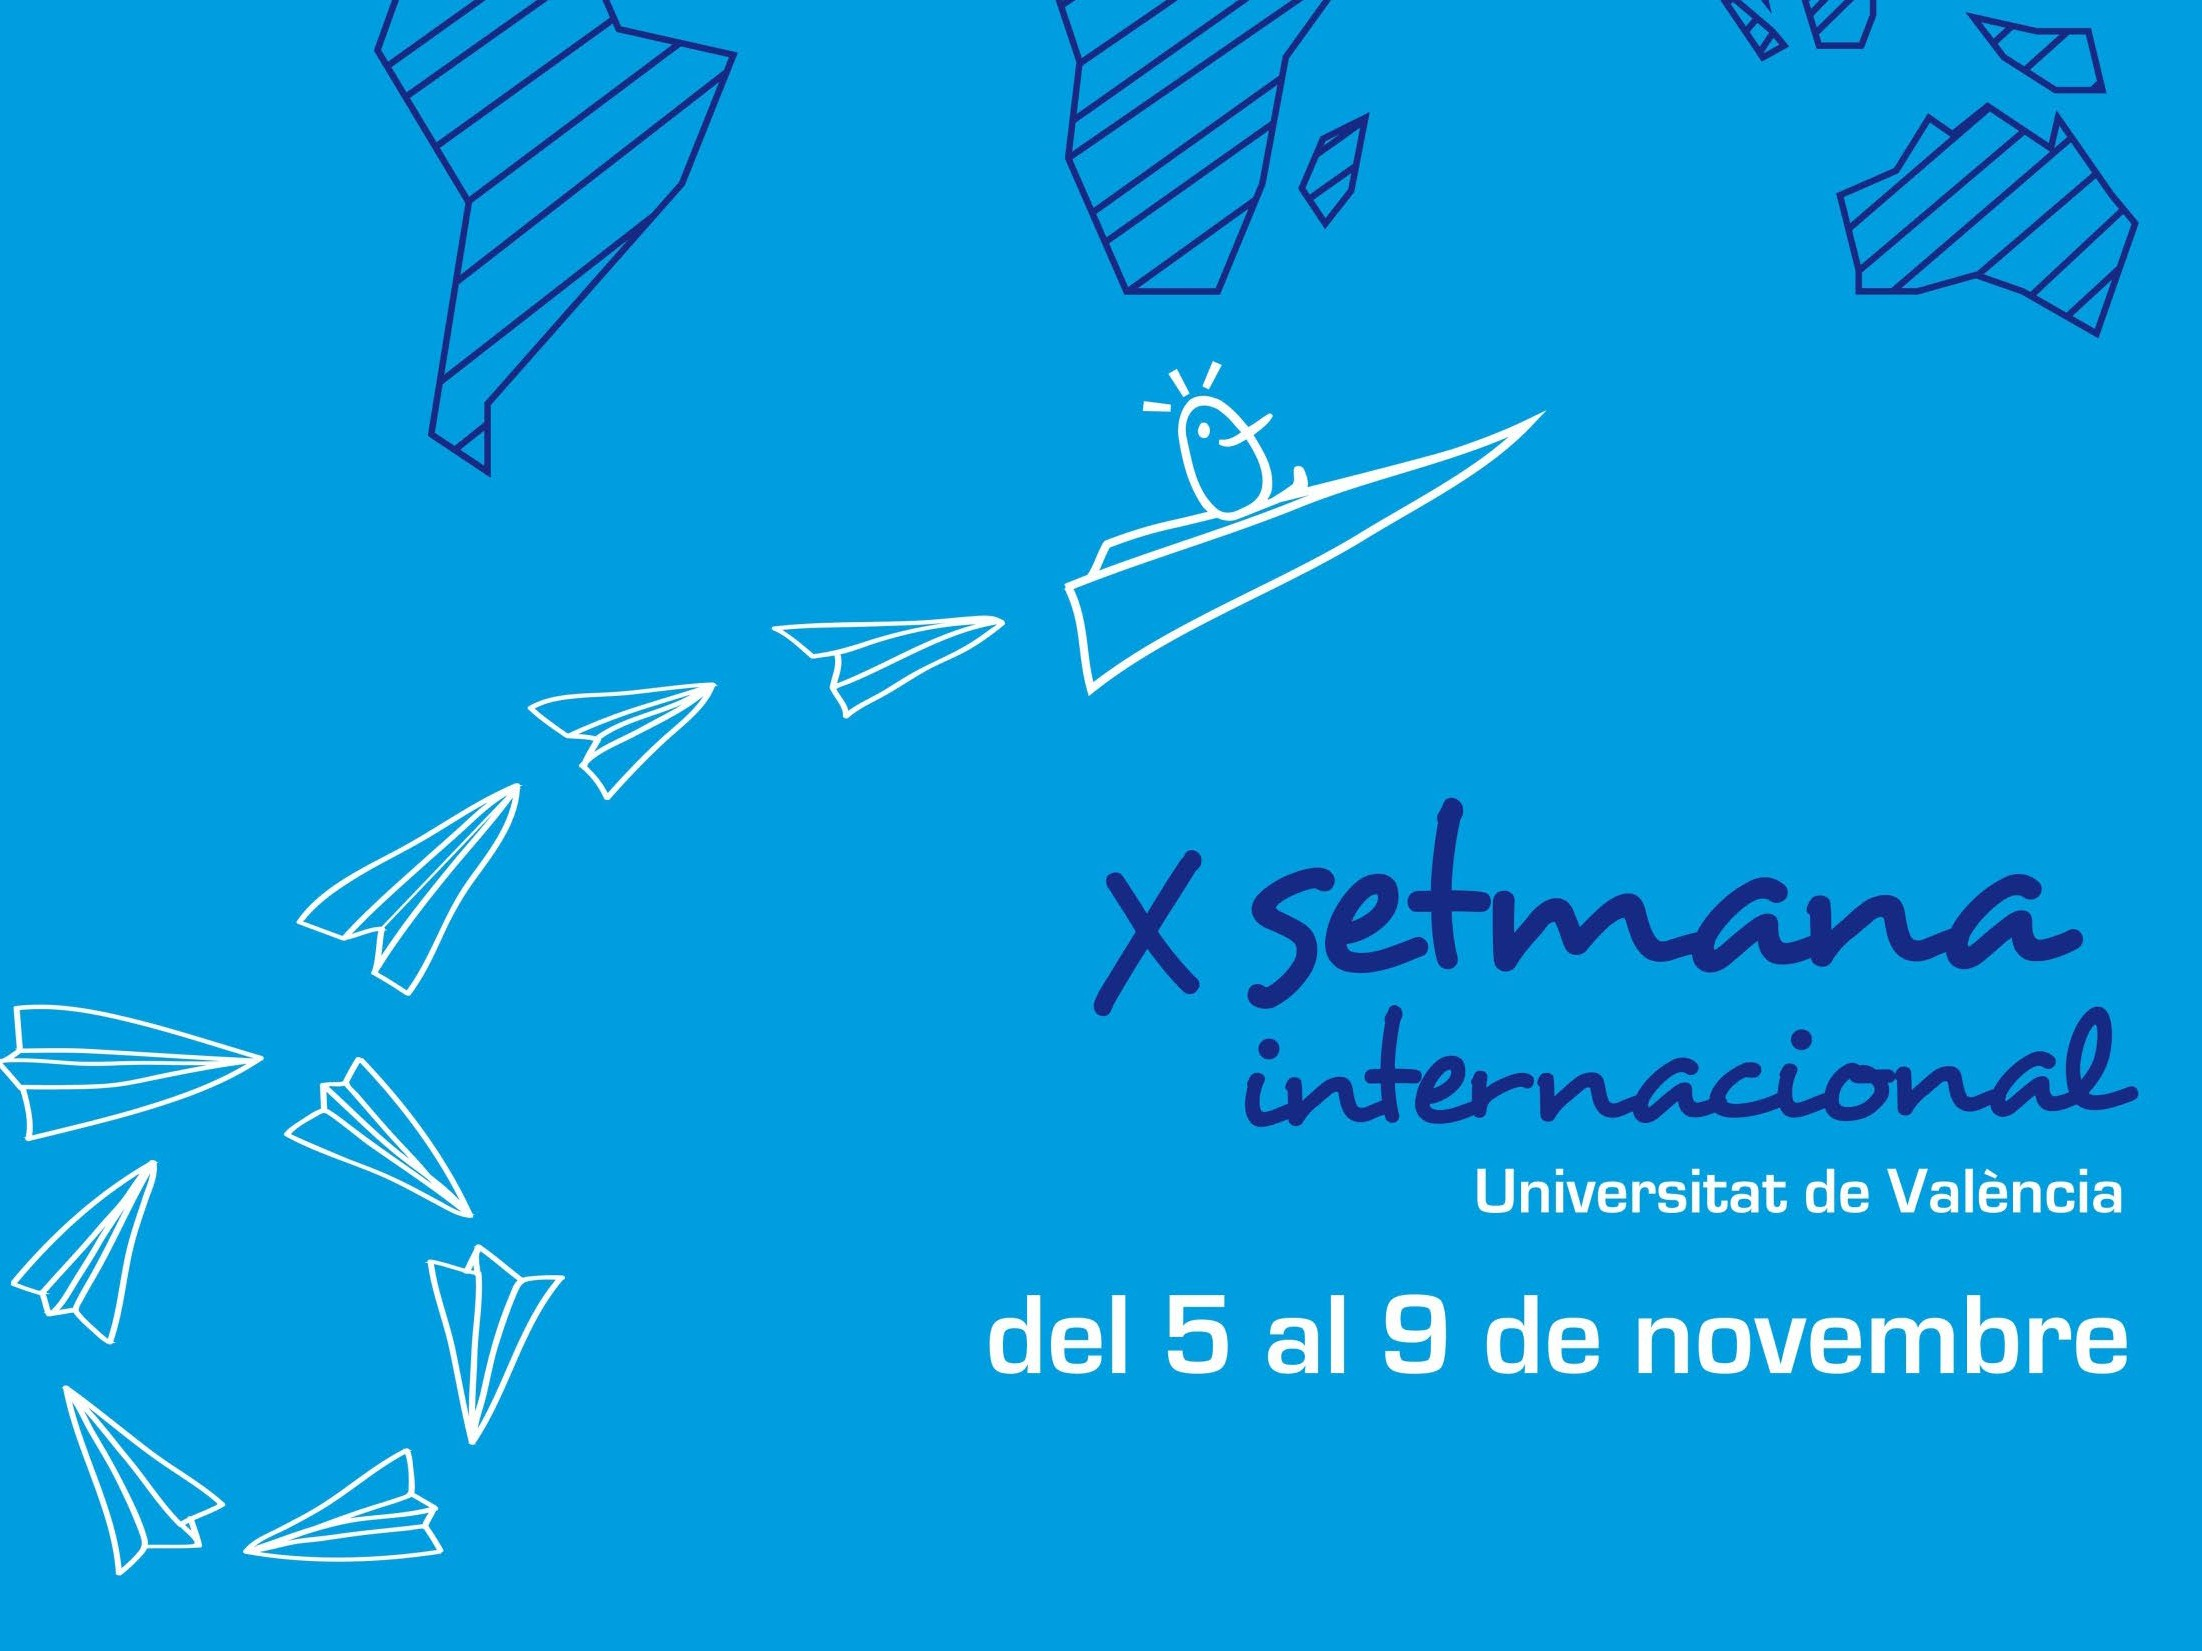 X setmana
internacional
Universitat de València
del 5 al 9 de novembre